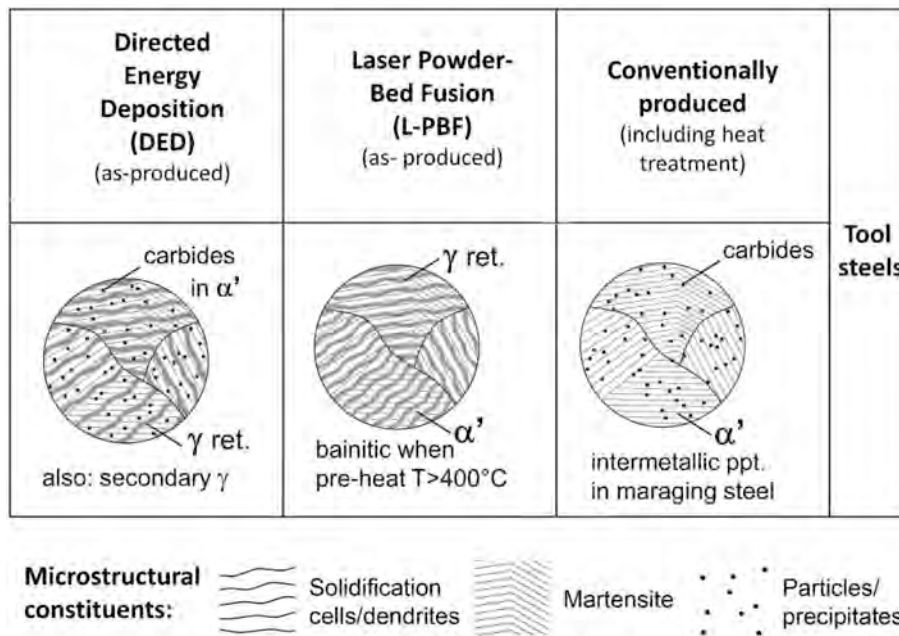 Directed
Energy
Deposition
(DED)
(as-produced)
Laser Powder-
Bed Fusion
(L-PBF)
(as- produced)
Conventionally
produced
(including heat
treatment)
Tool
steels
carbides
in α'
γ ret.
also: secondary γ
γ ret.
α'
bainitic when
pre-heat T>400°C
carbides
α'
intermetallic ppt.
in maraging steel
Microstructural
constituents:
Solidification
cells/dendrites
Martensite
Particles/
precipitates